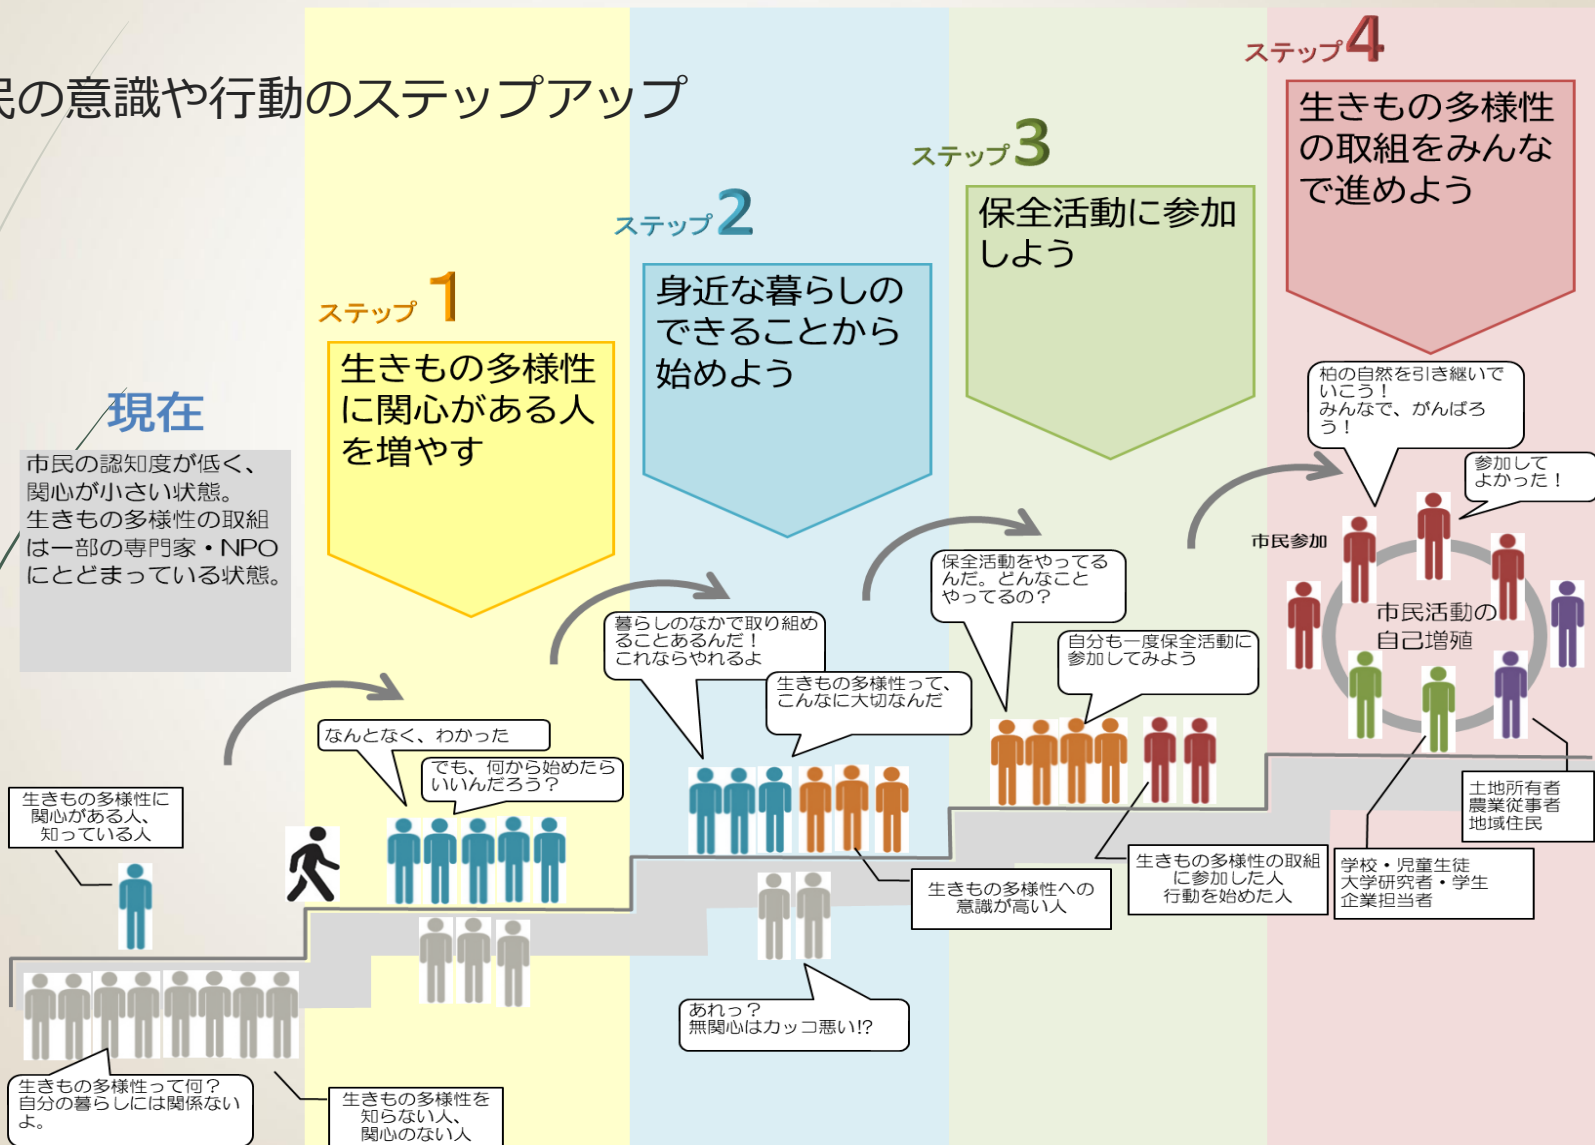 民の意識や行動のステップアップ
現在
市民の認知度が低く、
関心が小さい状態。
生きもの多様性の取組
は一部の専門家・NPO
にとどまっている状態。
生きもの多様性に
関心がある人、
知っている人
生きもの多様性って何？
自分の暮らしには関係ない
よ。
生きもの多様性を
知らない人、
関心のない人
ステップ1
生きもの多様性
に関心がある人
を増やす
なんとなく、わかった
でも、何から始めたら
いいんだろう？
ステップ2
身近な暮らしの
できることから
始めよう
暮らしのなかで取り組め
ることあるんだ！
これならやれるよ
生きもの多様性って、
こんなに大切なんだ
生きもの多様性への
意識が高い人
あれっ？
無関心はカッコ悪い!?
ステップ3
保全活動に参加
しよう
保全活動をやってる
んだ。どんなこと
やってるの？
自分も一度保全活動に
参加してみよう
生きもの多様性の取組
に参加した人
行動を始めた人
ステップ4
生きもの多様性
の取組をみんな
で進めよう
柏の自然を引き継いで
いこう！
みんなで、がんばろ
う！
参加して
よかった！
市民参加
市民活動の
自己増殖
土地所有者
農業従事者
地域住民
学校・児童生徒
大学研究者・学生
企業担当者